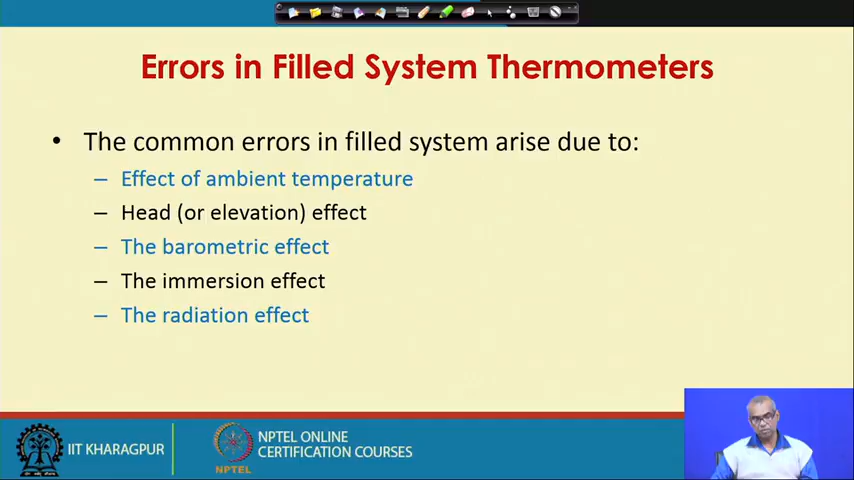 Errors in Filled System Thermometers
• The common errors in filled system arise due to:
– Effect of ambient temperature
– Head (or elevation) effect
– The barometric effect
– The immersion effect
– The radiation effect
IIT KHARAGPUR
NPTEL
NPTEL ONLINE
CERTIFICATION COURSES